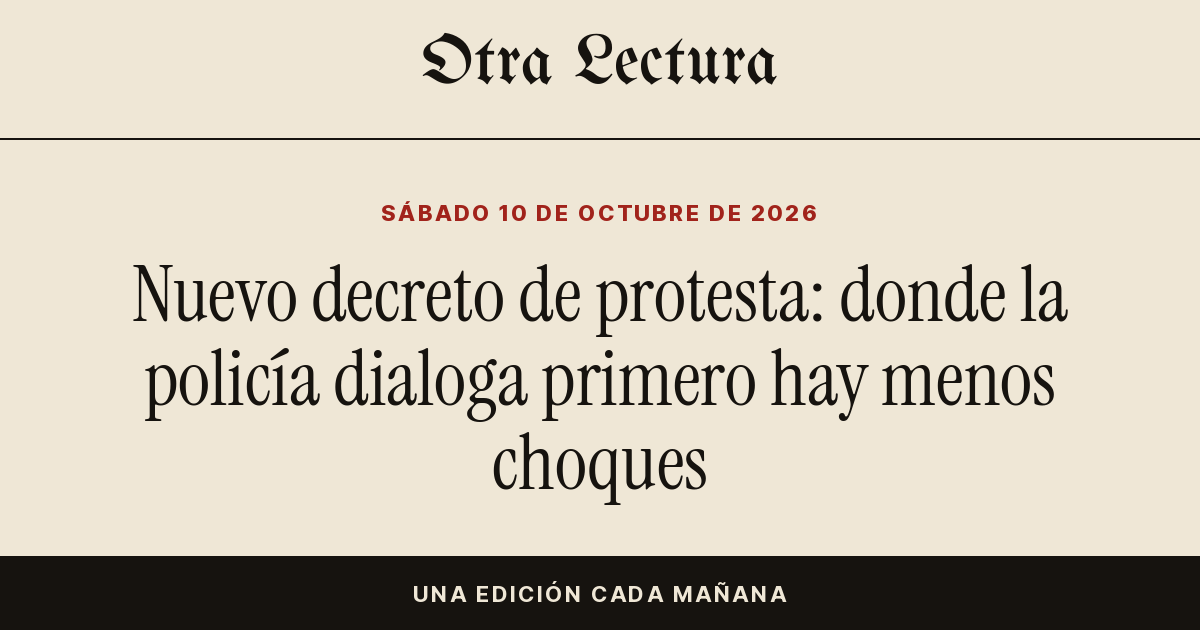 Otra Lectura
SÁBADO 10 DE OCTUBRE DE 2026
Nuevo decreto de protesta: donde la
policía dialoga primero hay menos
choques
UNA EDICIÓN CADA MAÑANA